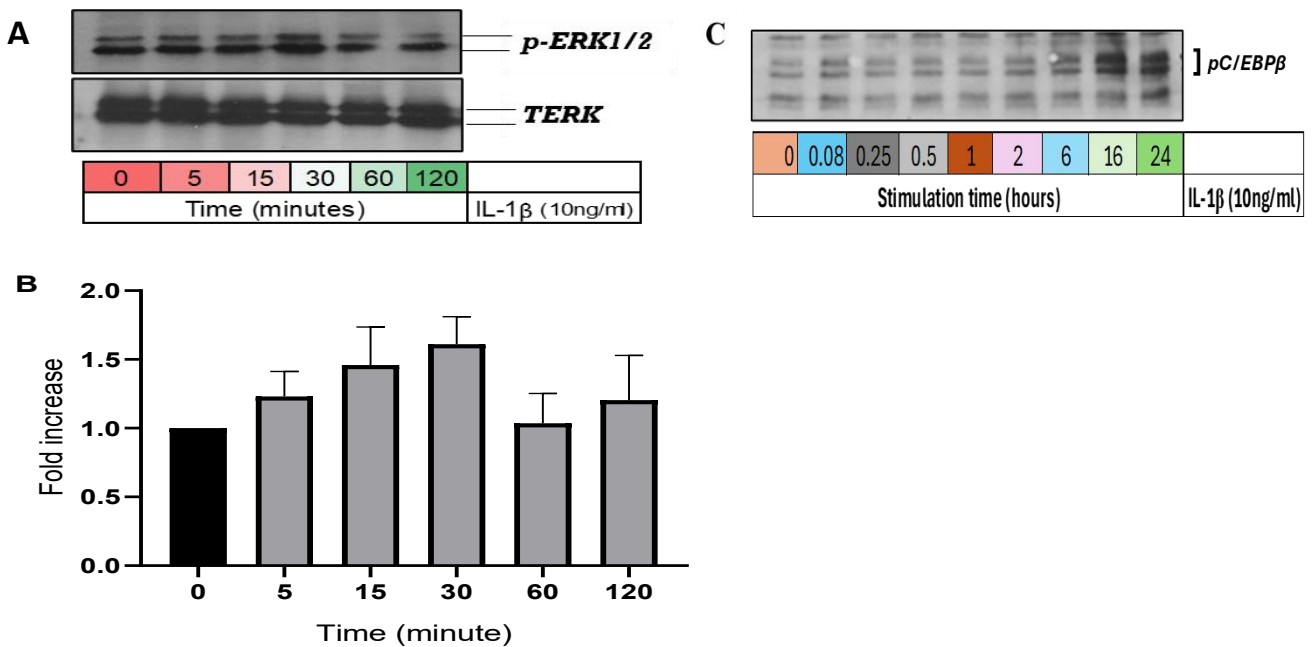 A
p-ERK1/2
TERK
0 5 15 30 60 120
Time (minutes) IL-1β (10ng/ml)
C
pC/EBPβ
0 0.08 0.25 0.5 1 2 6 16 24
Stimulation time (hours) IL-1β (10ng/ml)
B
2.0
1.5
1.0
0.5
0.0
Fold increase
0 5 15 30 60 120
Time (minute)